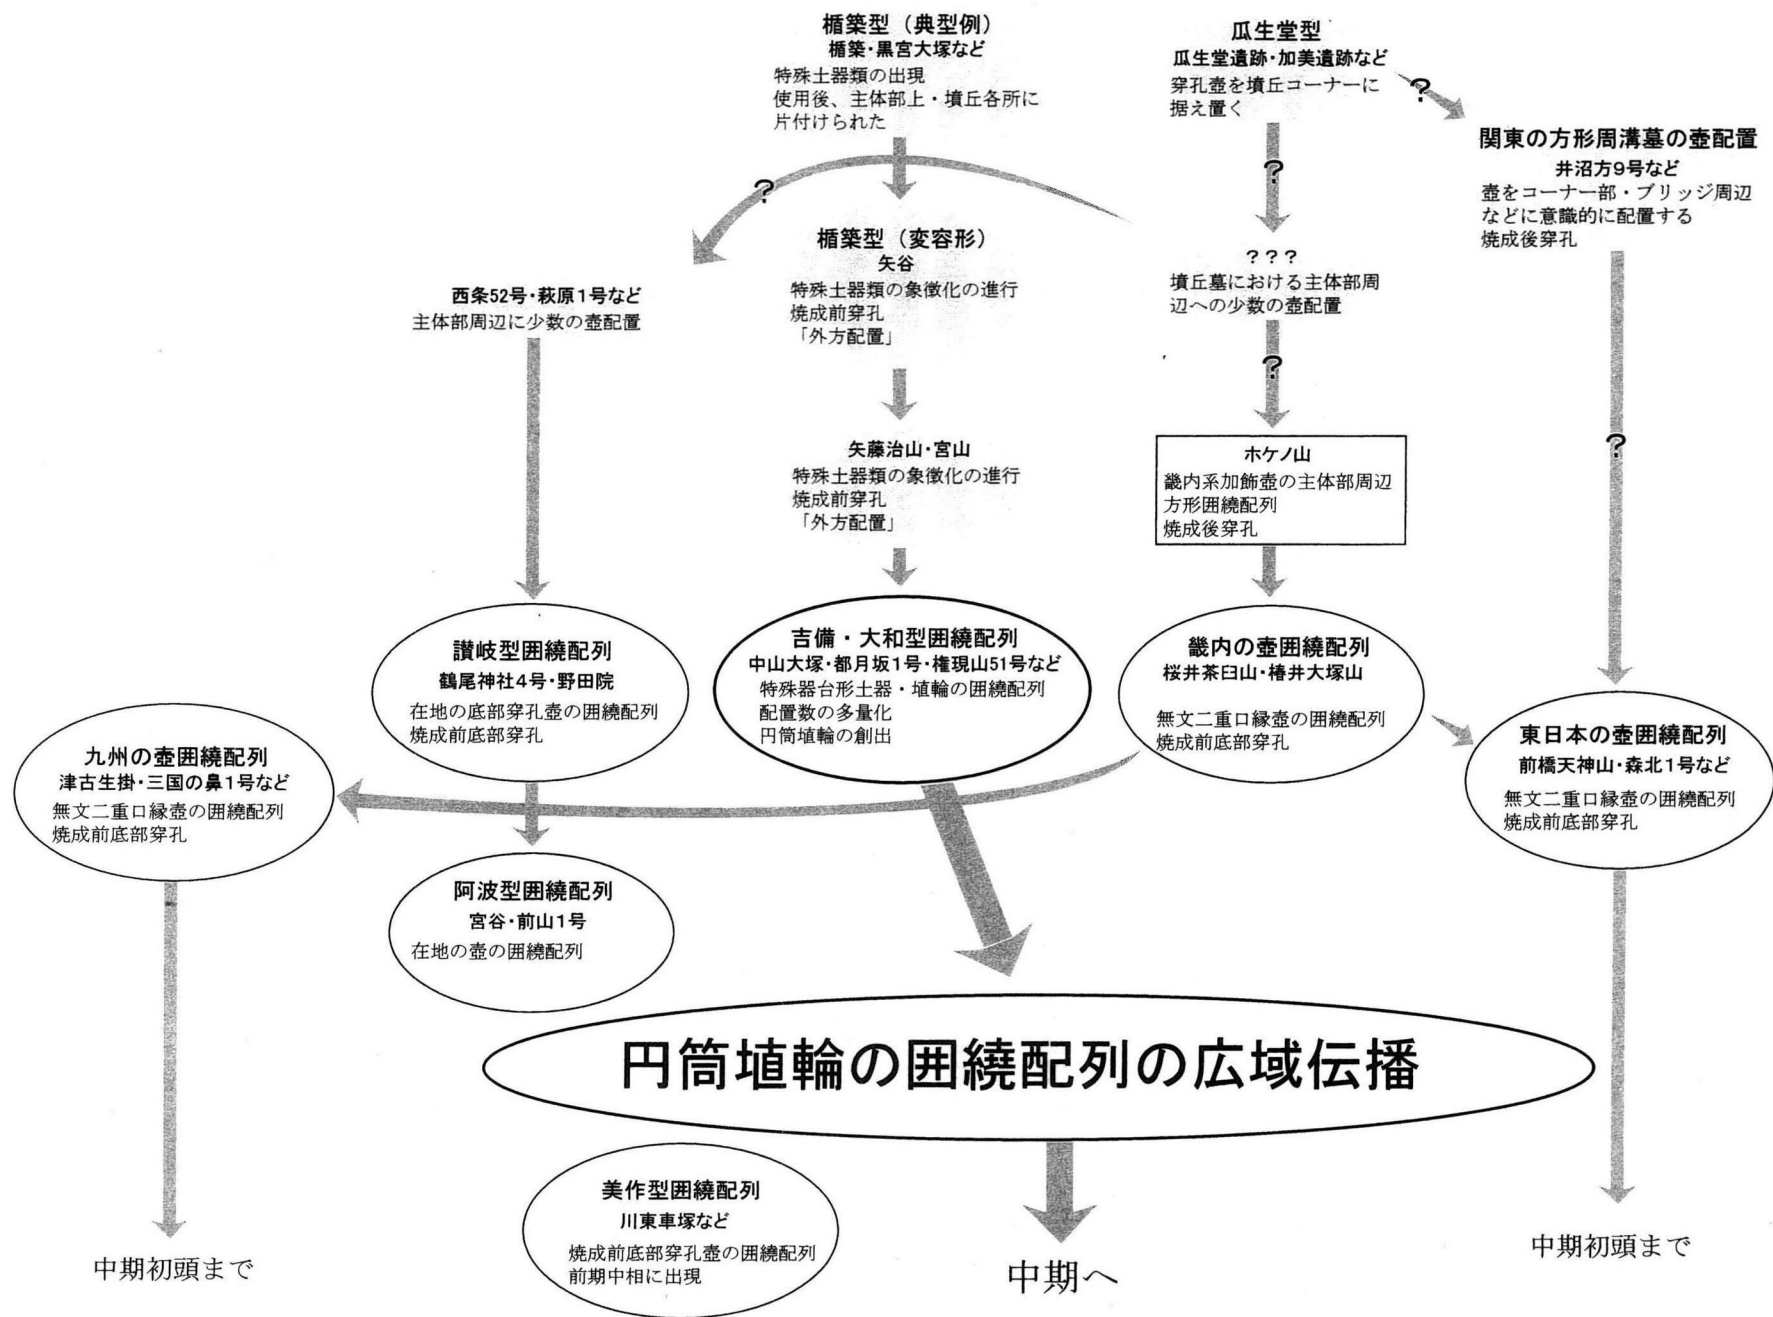 楯築型（典型例）
楯築・黒宮大塚など
特殊土器類の出現
使用後、主体部上・墳丘各所に
片付けられた
瓜生堂型
瓜生堂遺跡・加美遺跡など
穿孔壺を墳丘コーナーに
据え置く
?
関東の方形周溝墓の壺配置
井沼方9号など
壺をコーナー部・ブリッジ周辺
などに意識的に配置する
焼成後穿孔
?
?
楯築型（変容形）
矢谷
特殊土器類の象徴化の進行
焼成前穿孔
「外方配置」
？？？
墳丘墓における主体部周
辺への少数の壺配置
西条52号・萩原1号など
主体部周辺に少数の壺配置
?
?
矢藤治山・宮山
特殊土器類の象徴化の進行
焼成前穿孔
「外方配置」
ホケノ山
畿内系加飾壺の主体部周辺
方形囲繞配列
焼成後穿孔
讃岐型囲繞配列
鶴尾神社4号・野田院
在地の底部穿孔壺の囲繞配列
焼成前底部穿孔
吉備・大和型囲繞配列
中山大塚・都月坂1号・権現山51号など
特殊器台形土器・埴輪の囲繞配列
配置数の多量化
円筒埴輪の創出
畿内の壺囲繞配列
桜井茶臼山・椿井大塚山
無文二重口縁壺の囲繞配列
焼成前底部穿孔
九州の壺囲繞配列
津古生掛・三国の鼻1号など
無文二重口縁壺の囲繞配列
焼成前底部穿孔
東日本の壺囲繞配列
前橋天神山・森北1号など
無文二重口縁壺の囲繞配列
焼成前底部穿孔
阿波型囲繞配列
宮谷・前山1号
在地の壺の囲繞配列
円筒埴輪の囲繞配列の広域伝播
美作型囲繞配列
川東車塚など
焼成前底部穿孔壺の囲繞配列
前期中相に出現
中期初頭まで
中期へ
中期初頭まで